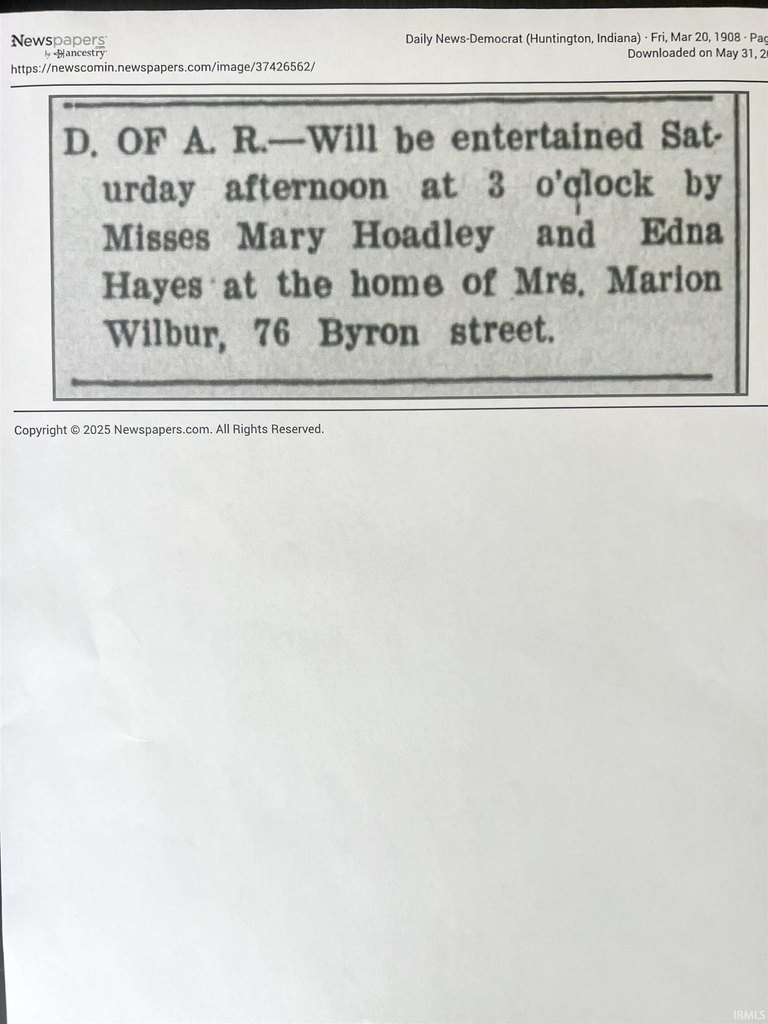 Newspapers.com
by ancestry
https://newscomin.newspapers.com/image/37426562/
Daily News-Democrat (Huntington, Indiana) · Fri, Mar 20, 1908 ·
Downloaded on May 31,
D. OF A. R.—Will be entertained Sat-
urday afternoon at 3 o'clock by
Misses Mary Hoadley and Edna
Hayes at the home of Mrs. Marion
Wilbur, 76 Byron street.
Copyright © 2025 Newspapers.com. All Rights Reserved.
IRMLS